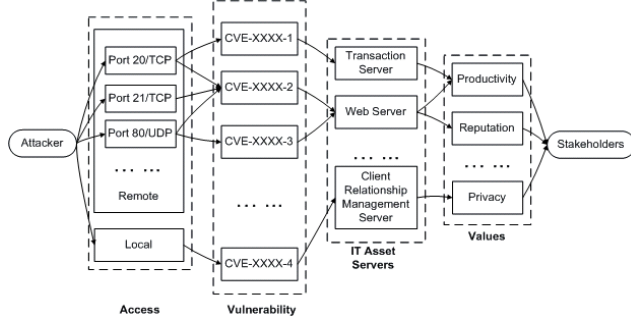 Attacker
Port 20/TCP
Port 21/TCP
Port 80/UDP
... ...
Remote
Local
Access
CVE-XXXX-1
CVE-XXXX-2
CVE-XXXX-3
... ...
... ...
CVE-XXXX-4
Vulnerability
Transaction
Server
Web Server
... ...
Client
Relationship
Management
Server
IT Asset
Servers
Productivity
Reputation
... ...
Privacy
Values
Stakeholders